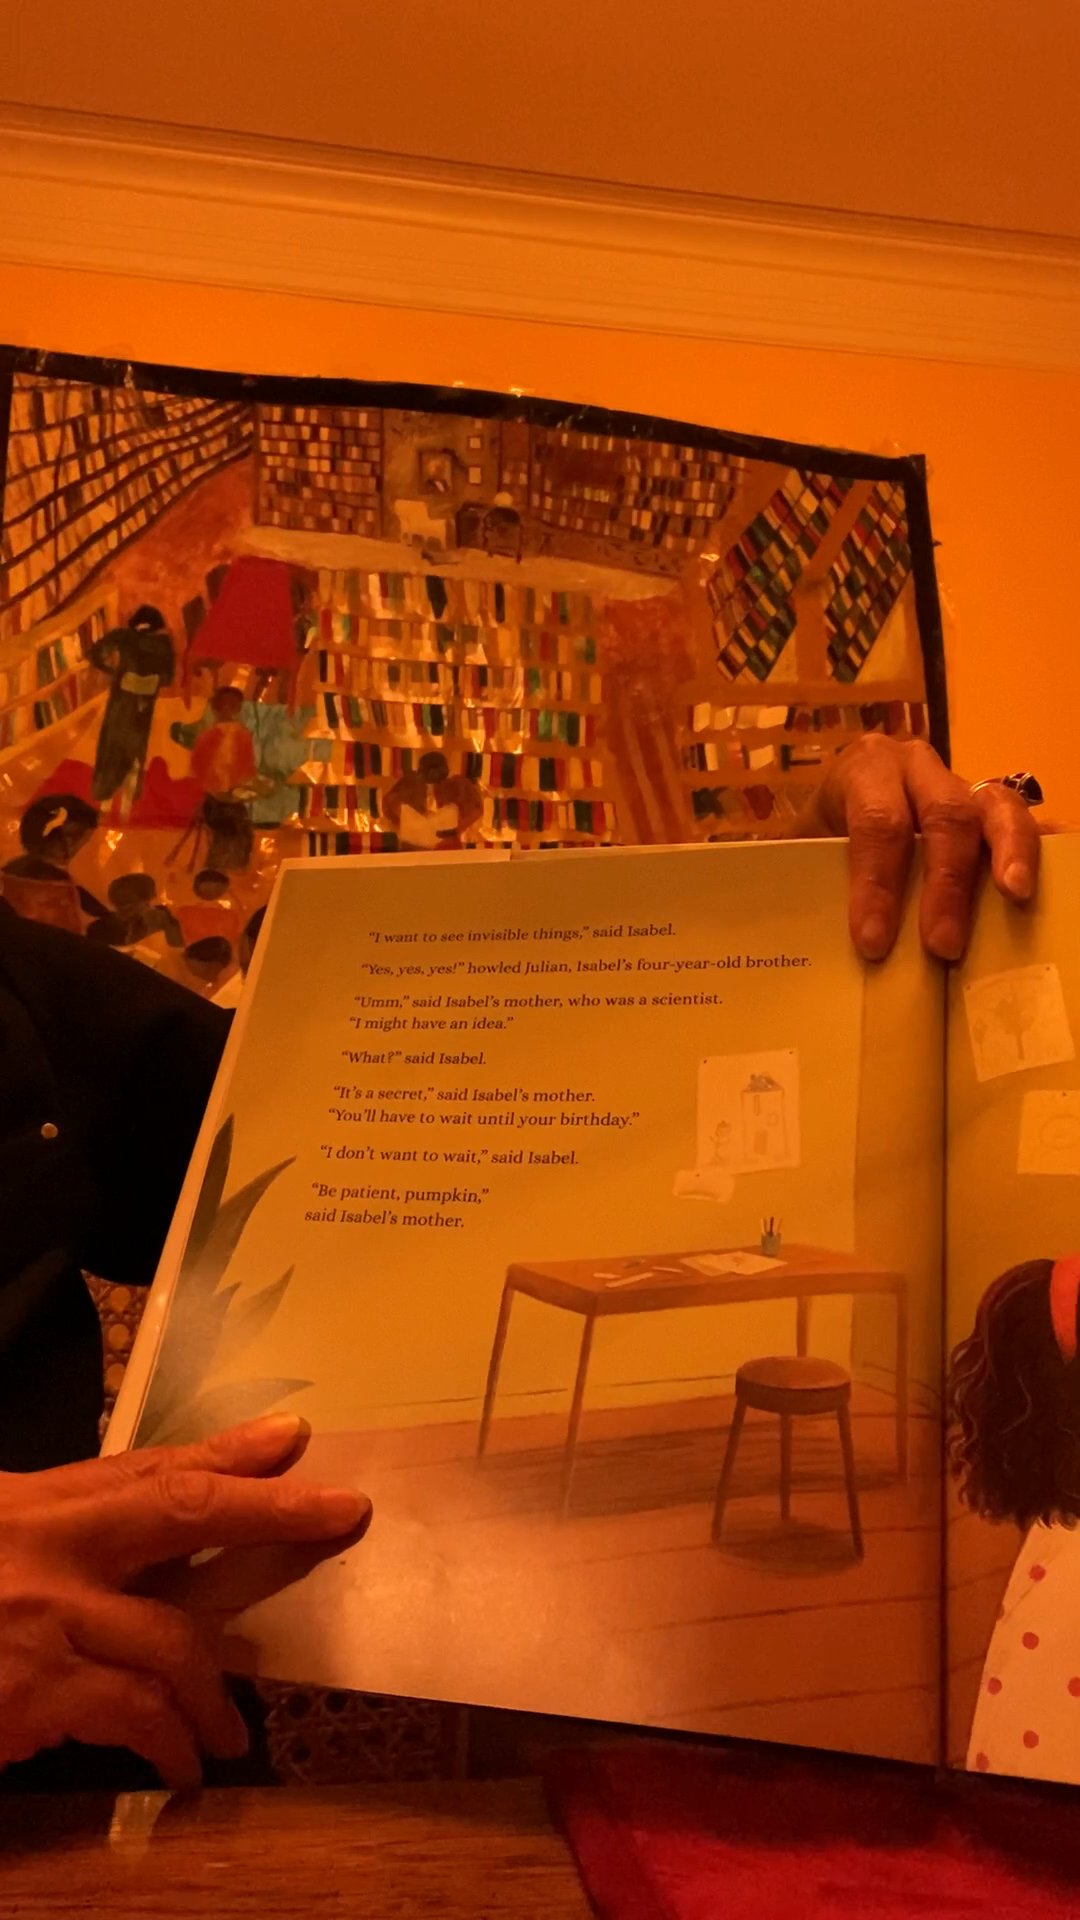 “I want to see invisible things,” said Isabel.
“Yes, yes, yes!” howled Julian, Isabel’s four-year-old brother.
“Umm,” said Isabel’s mother, who was a scientist.
“I might have an idea.”
“What?” said Isabel.
“It’s a secret,” said Isabel’s mother.
“You’ll have to wait until your birthday.”
“I don’t want to wait,” said Isabel.
“Be patient, pumpkin,”
said Isabel’s mother.